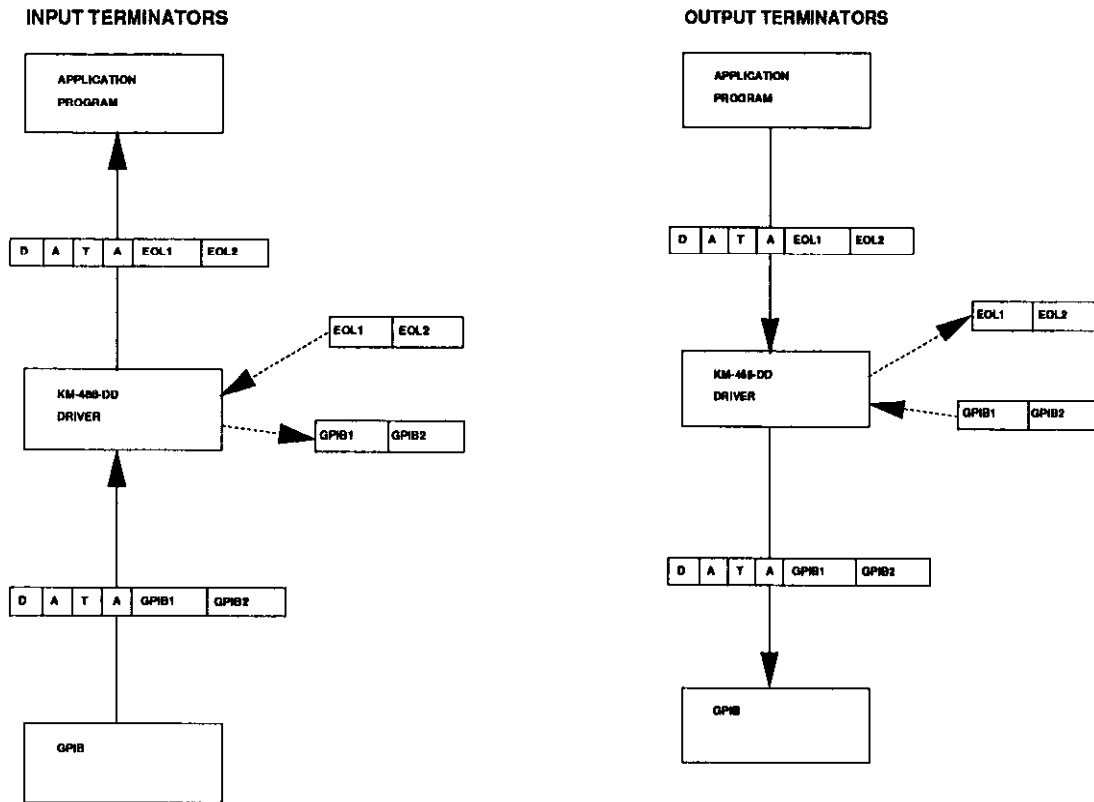 INPUT TERMINATORS
APPLICATION
PROGRAM
D A T A EOL1 EOL2
EOL1 EOL2
KM-488-DD
DRIVER
GPIB1 GPIB2
D A T A GPIB1 GPIB2
GPIB
OUTPUT TERMINATORS
APPLICATION
PROGRAM
D A T A EOL1 EOL2
EOL1 EOL2
KM-488-DD
DRIVER
GPIB1 GPIB2
D A T A GPIB1 GPIB2
GPIB